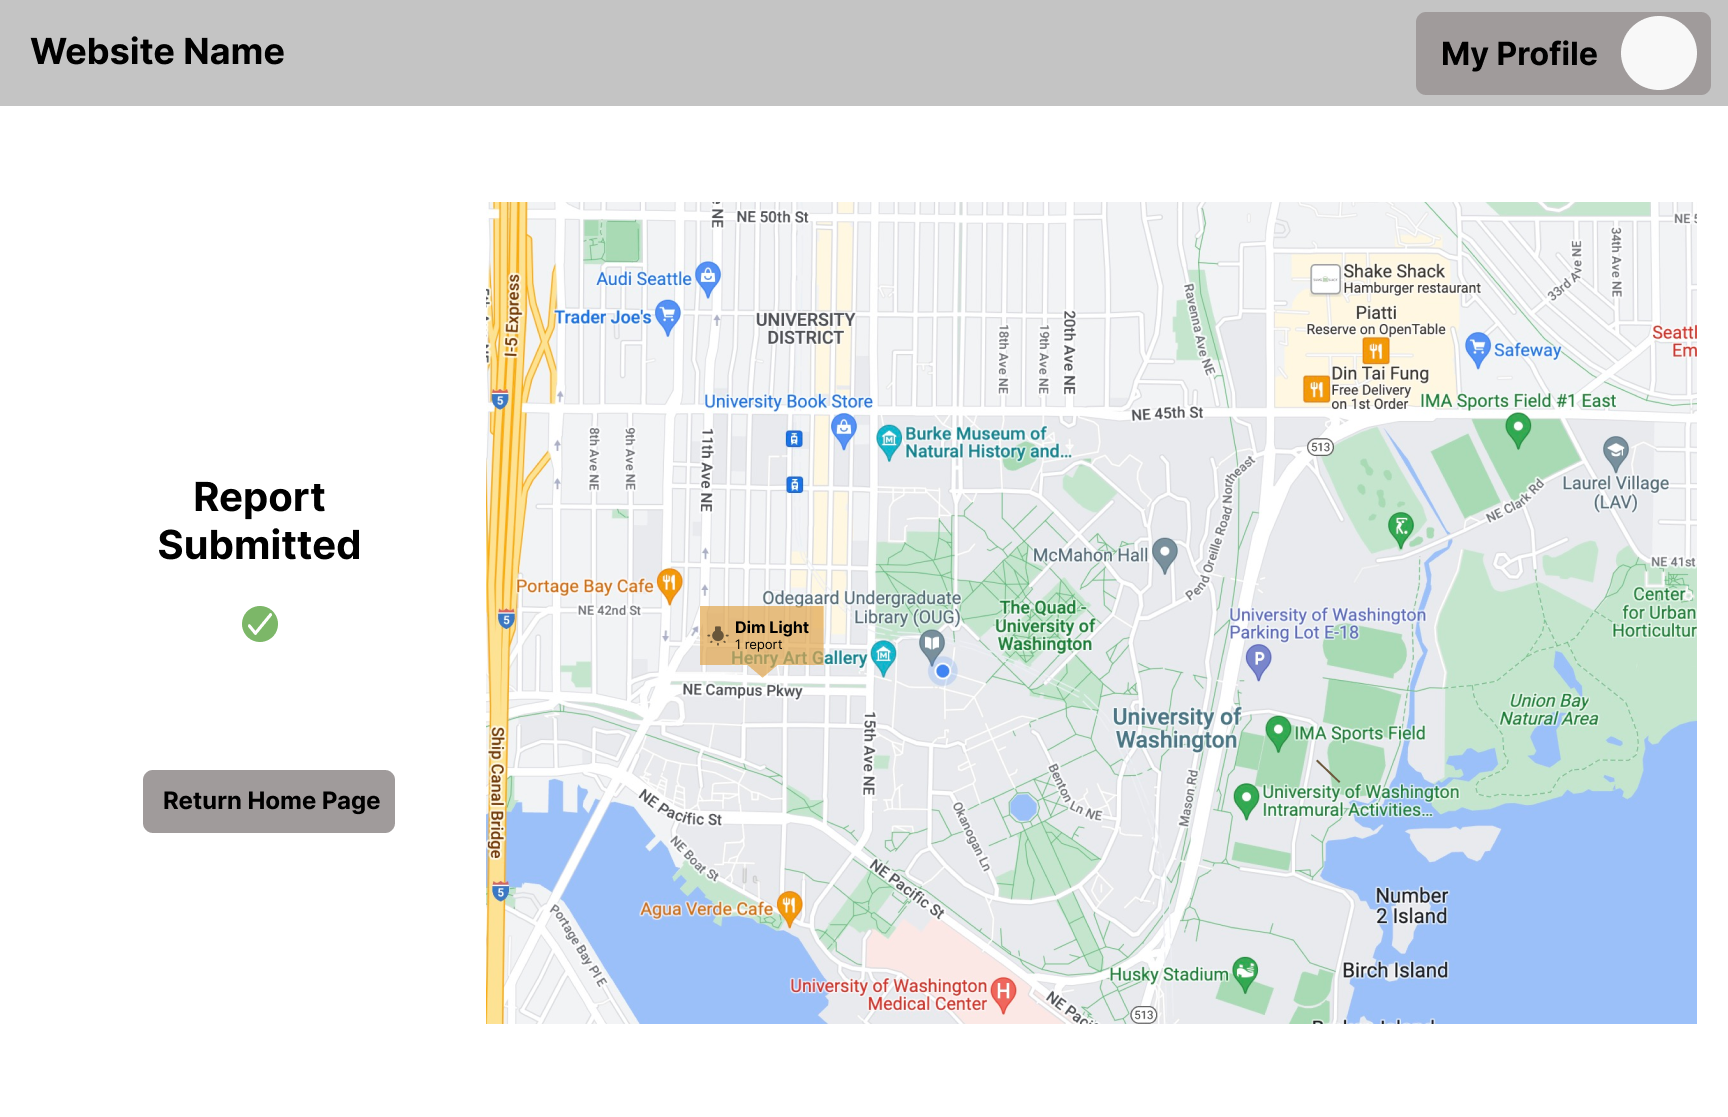 Website Name
My Profile
Report
Submitted
Return Home Page
NE 50th St
Audi Seattle
Trader Joe's
I-5 Express
UNIVERSITY
DISTRICT
18th Ave NE
19th Ave NE
20th Ave NE
Ravenna Ave NE
Shake Shack
Hamburger restaurant
Piatti
Reserve on OpenTable
Din Tai Fung
Free Delivery
on 1st Order
Safeway
33rd Ave NE
34th Ave NE
NE 5
Seattl
Em
5
University Book Store
NE 45th St
IMA Sports Field #1 East
8th Ave NE
9th Ave NE
11th Ave NE
Burke Museum of
Natural History and...
513
Laurel Village
(LAV)
NE Clark Rd
Pend Oreille Road Northeast
McMahon Hall
NE 41st
Portage Bay Cafe
NE 42nd St
5
Odegaard Undergraduate
Library (OUG)
The Quad -
University of
Washington
University of Washington
Parking Lot E-18
P
Center
for Urban
Horticultur
Dim Light
1 report
Henry Art Gallery
NE Campus Pkwy
15th Ave NE
University of
Washington
Union Bay
Natural Area
IMA Sports Field
Ship Canal Bridge
NE Pacific St
NE Boat St
Benton Ln NE
Okanogan Ln
Mason Rd
University of Washington
Intramural Activities...
5
Agua Verde Cafe
NE Pacific St
Portage Bay Pl E
Number
2 Island
Birch Island
Husky Stadium
University of Washington
Medical Center
H
NE Paci
513